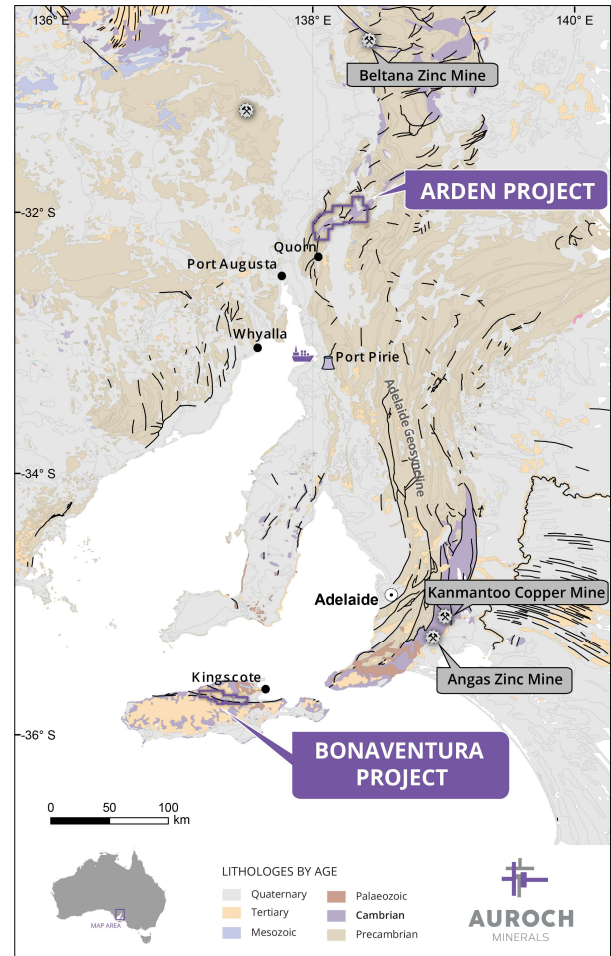 136° E
138° E
140° E
Beltana Zinc Mine
ARDEN PROJECT
-32° S
Quorn
Port Augusta
Whyalla
Port Pirie
Adelaide Geosyncline
-34° S
Kanmantoo Copper Mine
Adelaide
Angas Zinc Mine
Kingscote
-36° S
BONAVENTURA
PROJECT
0 50 100
km
LITHOLOGES BY AGE
Quaternary
Tertiary
Mesozoic
Palaeozoic
Cambrian
Precambrian
MAP AREA
AUROCH
MINERALS